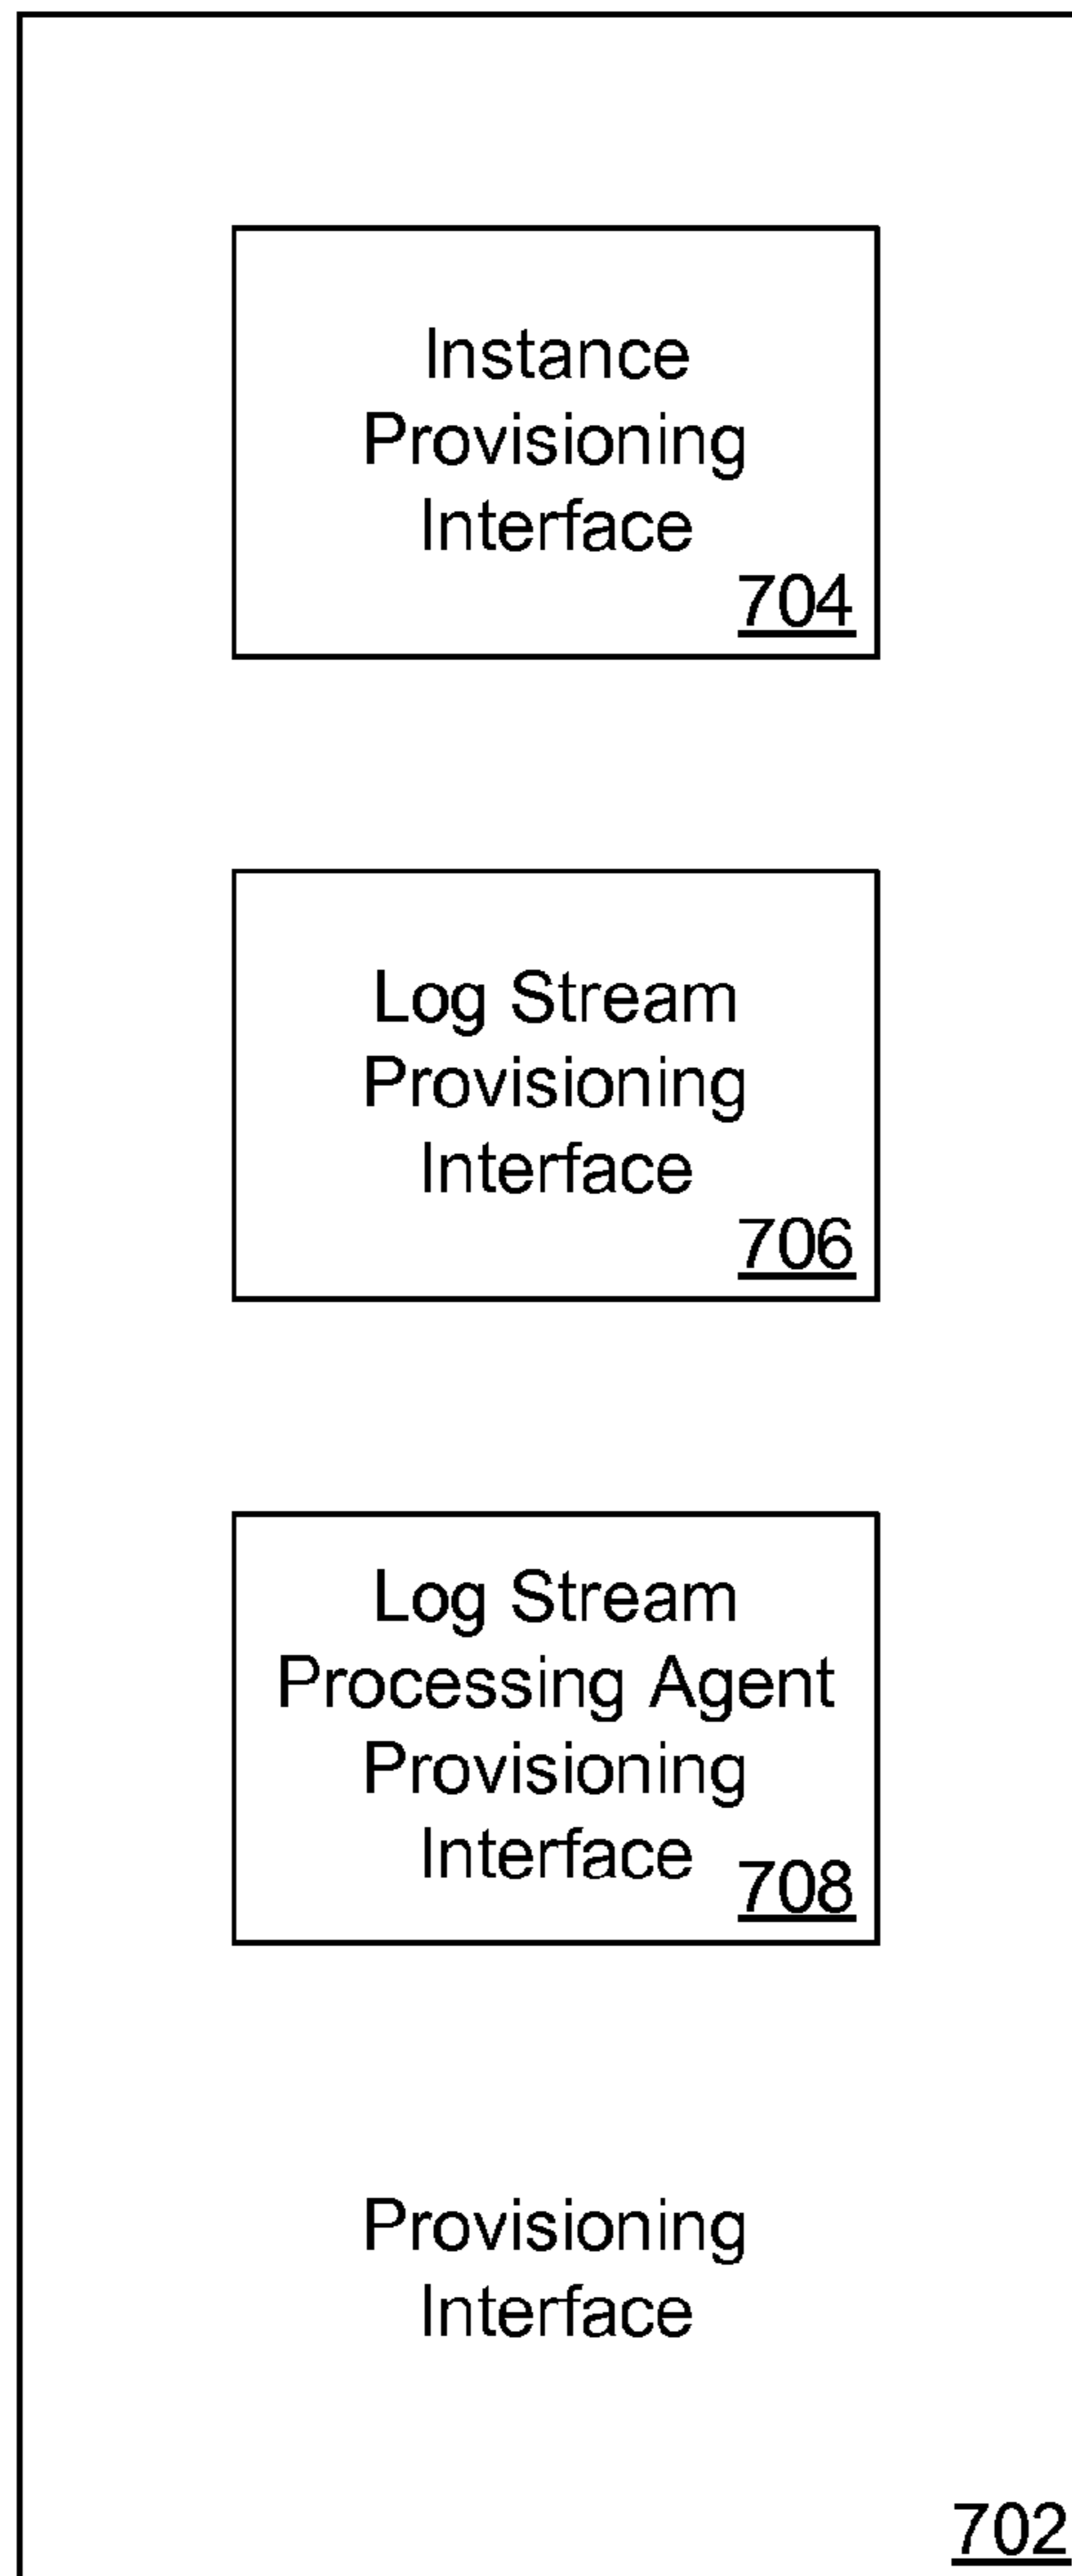 Instance
Provisioning
Interface
704
Log Stream
Provisioning
Interface
706
Log Stream
Processing Agent
Provisioning
Interface
708
Provisioning
Interface
702